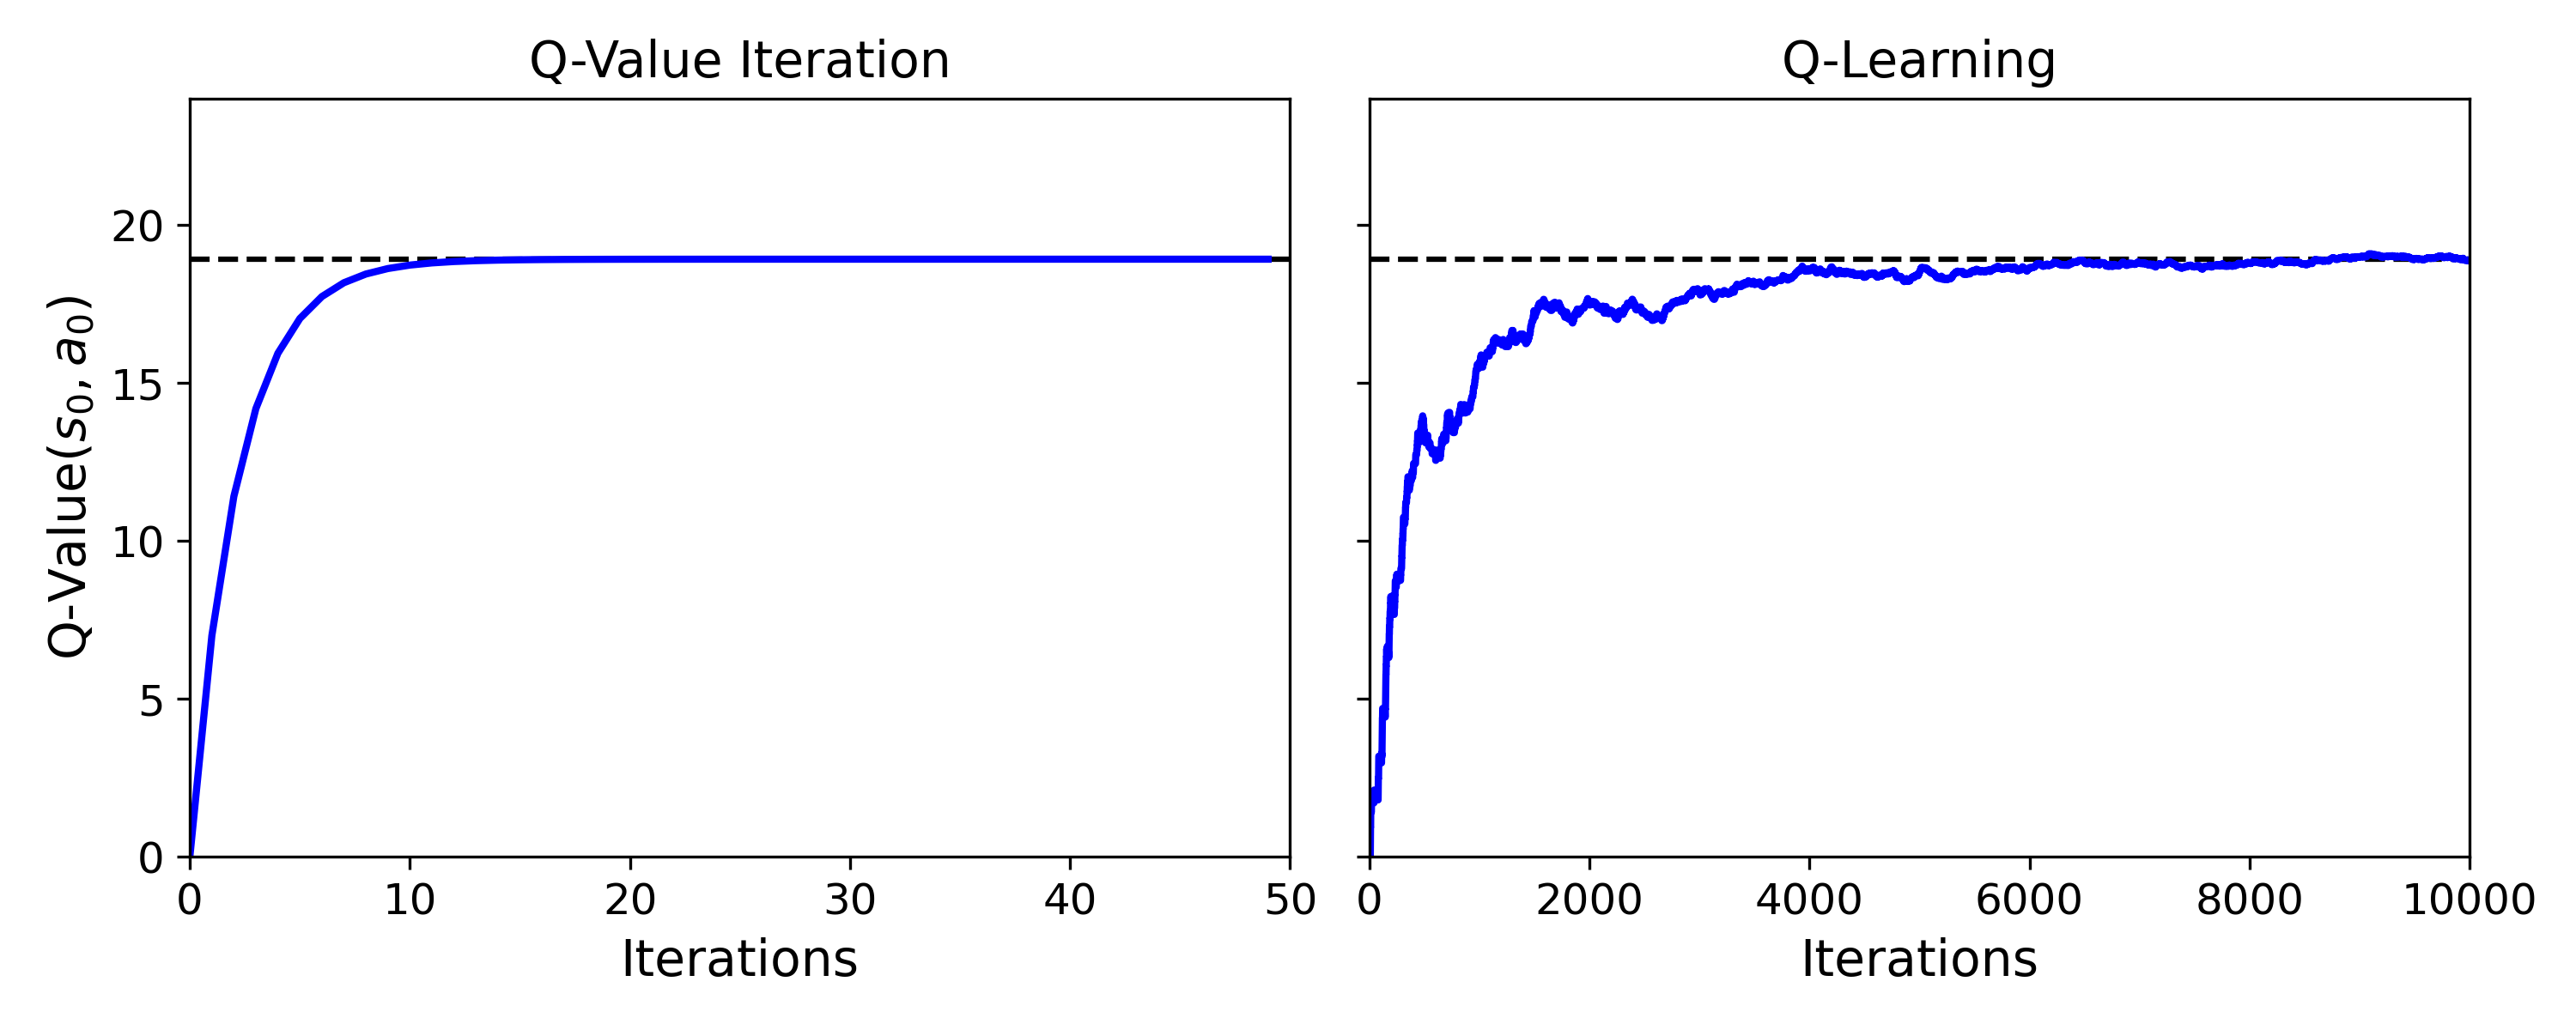 Q-Value Iteration
Q-Learning
Q-Value(s₀, a₀)
20
15
10
5
0
0 10 20 30 40 50
0 2000 4000 6000 8000 10000
Iterations
Iterations